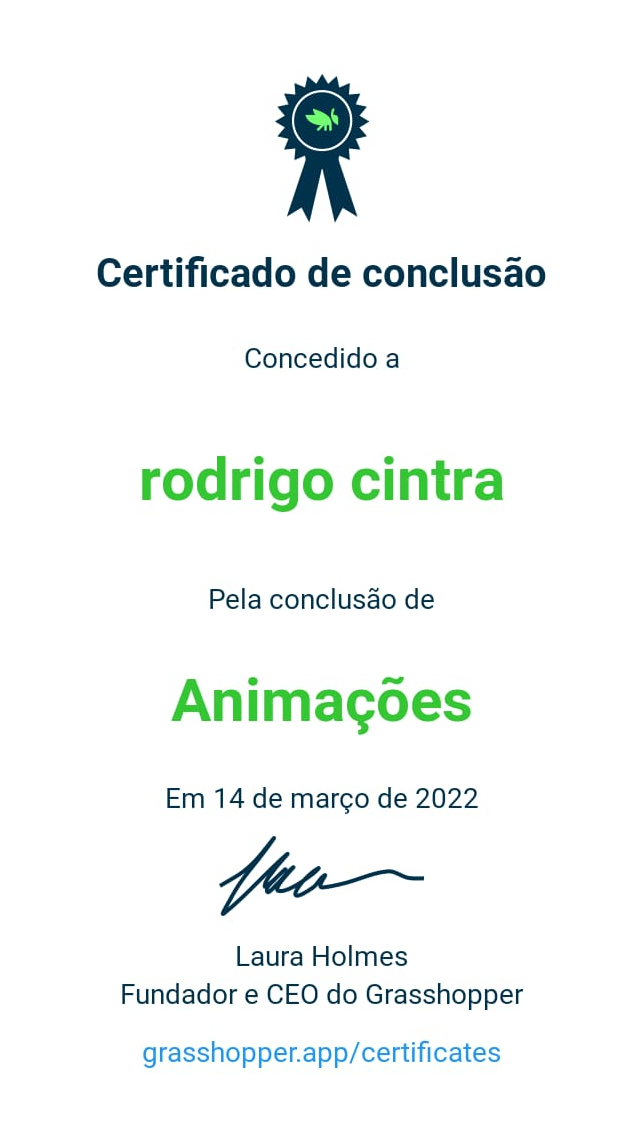 Certificado de conclusão
Concedido a
rodrigo cintra
Pela conclusão de
Animações
Em 14 de março de 2022
Laura Holmes
Fundador e CEO do Grasshopper
grasshopper.app/certificates